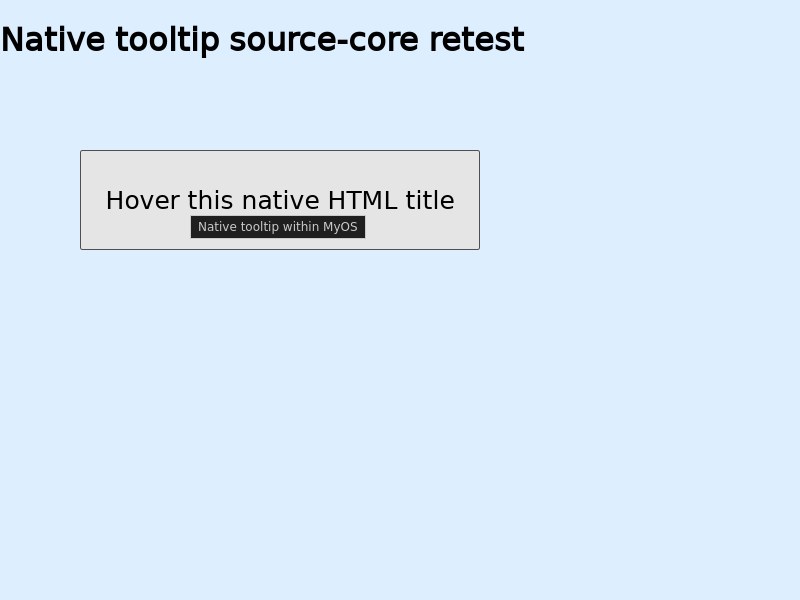 Native tooltip source-core retest
Hover this native HTML title
Native tooltip within MyOS